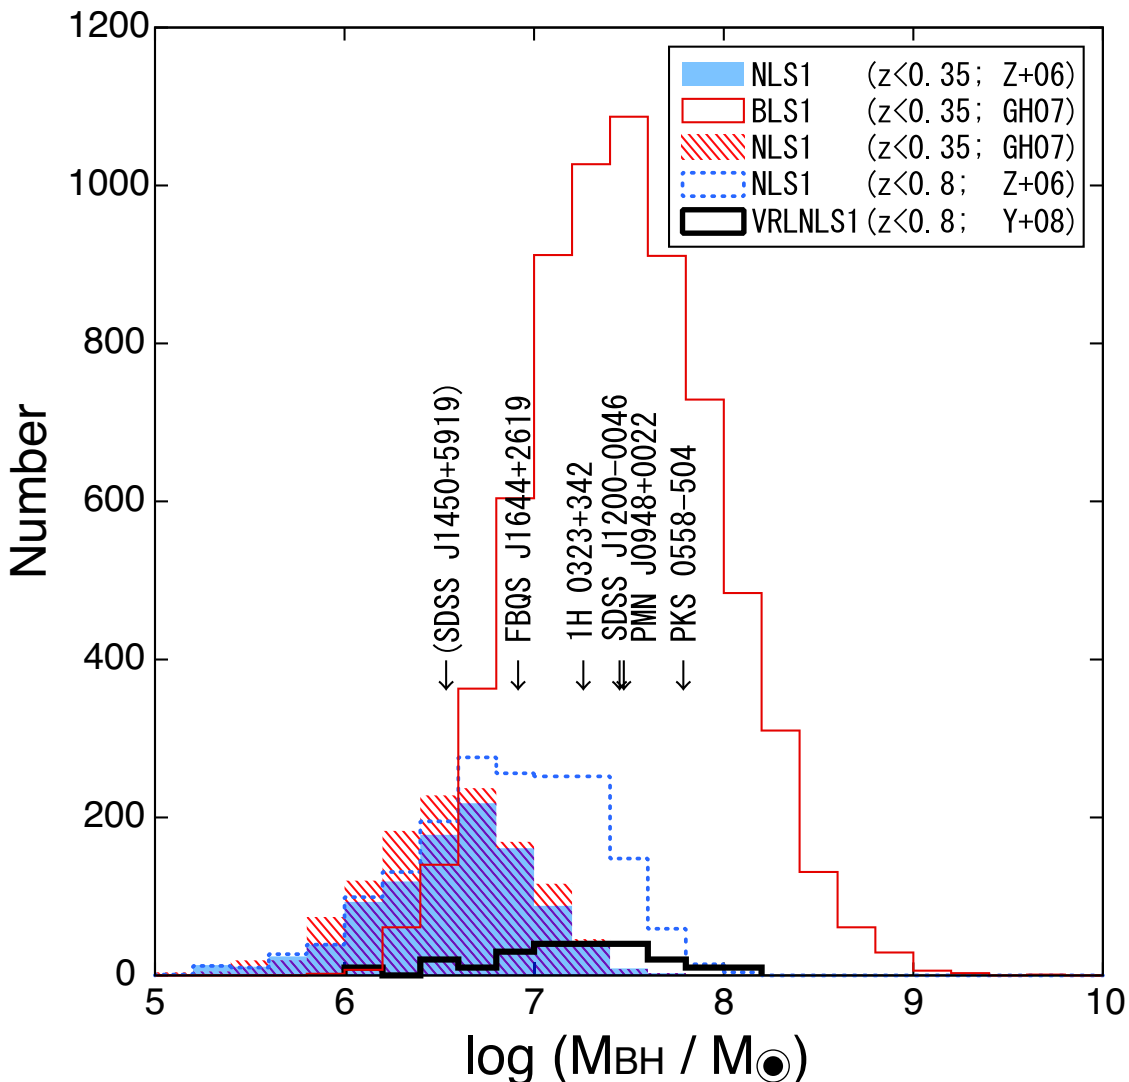 1200
1000
800
600
400
200
0
Number
NLS1 (z<0.35; Z+06)
BLS1 (z<0.35; GH07)
NLS1 (z<0.35; GH07)
NLS1 (z<0.8; Z+06)
VRLNLS1 (z<0.8; Y+08)
(SDSS J1450+5919)
FBQS J1644+2619
1H 0323+342
SDSS J1200-0046
PMN J0948+0022
PKS 0558-504
5 6 7 8 9 10
log (MBH / M☉)